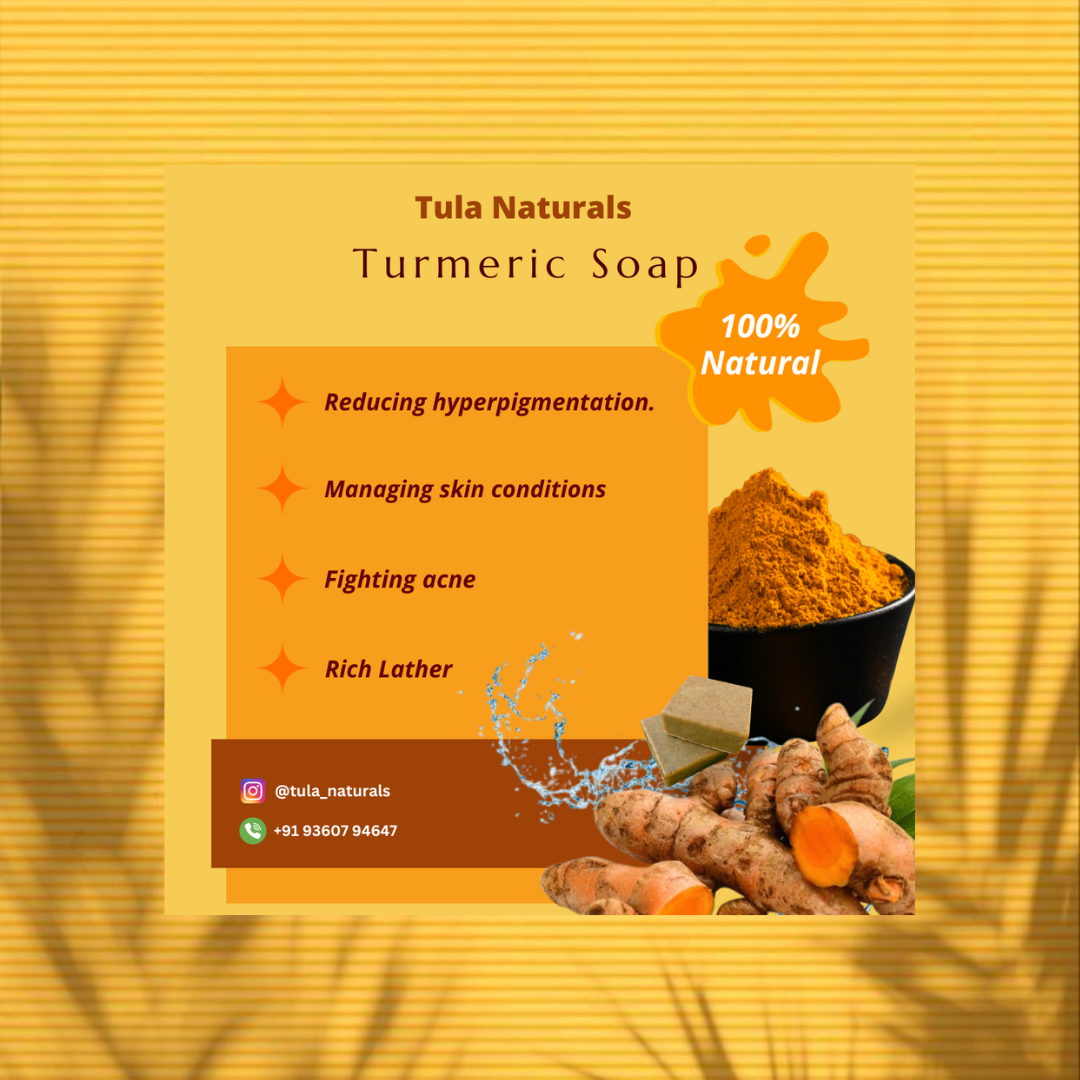 Tula Naturals
Turmeric Soap
100%
Natural
Reducing hyperpigmentation.
Managing skin conditions
Fighting acne
Rich Lather
@tula_naturals
+91 93607 94647